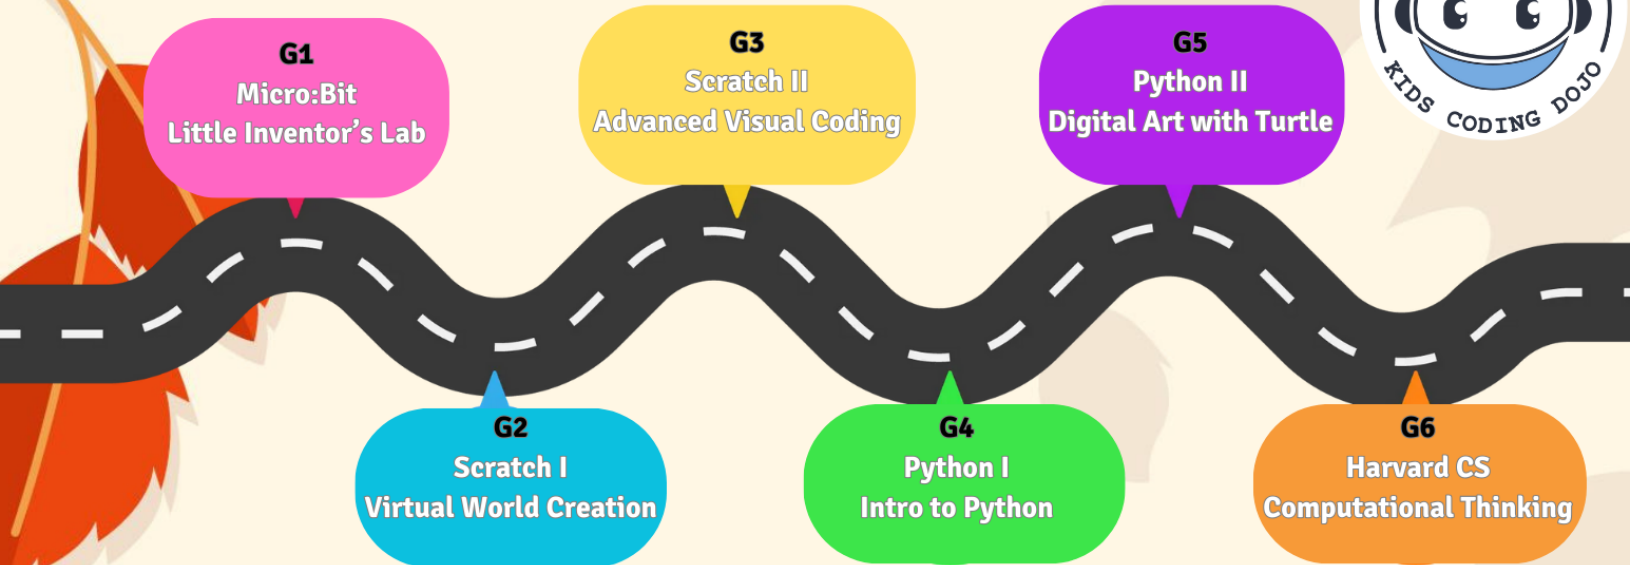 G1
Micro:Bit
Little Inventor’s Lab
G2
Scratch I
Virtual World Creation
G3
Scratch II
Advanced Visual Coding
G4
Python I
Intro to Python
G5
Python II
Digital Art with Turtle
G6
Harvard CS
Computational Thinking
KIDS CODING DOJO